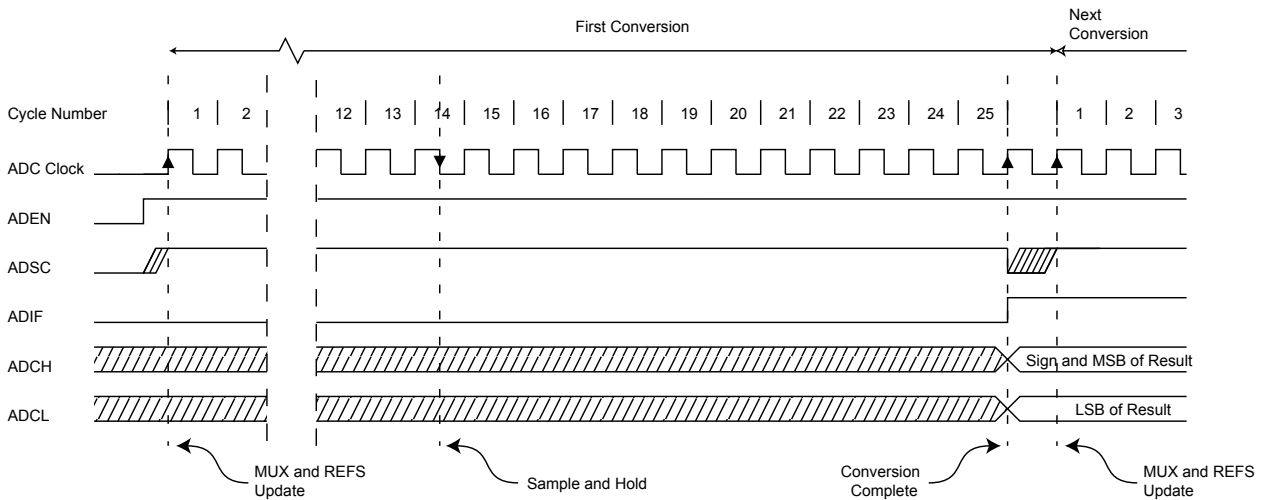 First Conversion
Next
Conversion
Cycle Number 1 2 12 13 14 15 16 17 18 19 20 21 22 23 24 25 1 2 3
ADC Clock
ADEN
ADSC
ADIF
ADCH Sign and MSB of Result
ADCL LSB of Result
MUX and REFS
Update
Sample and Hold
Conversion
Complete
MUX and REFS
Update